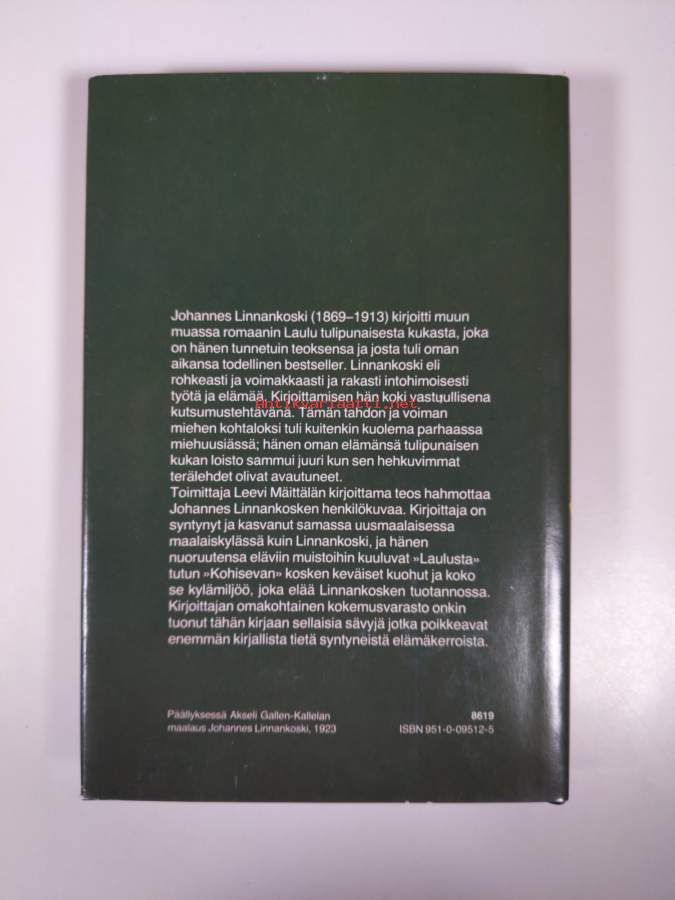 Johannes Linnankoski (1869–1913) kirjoitti muun
muassa romaanin Laulu tulipunaisesta kukasta, joka
on hänen tunnetuin teoksensa ja josta tuli oman
aikansa todellinen bestseller. Linnankoski eli
rohkeasti ja voimakkaasti ja rakasti intohimoisesti
työtä ja elämää. Kirjoittamisen hän koki vastuullisena
antikvariaatti.net
kutsumustehtävänä. Tämän tahdon ja voiman
miehen kohtaloksi tuli kuitenkin kuolema parhaassa
miehuusiässä; hänen oman elämänsä tulipunaisen
kukan loisto sammui juuri kun sen hehkuvimmat
terälehdet olivat avautuneet.
Toimittaja Leevi Mäittälän kirjoittama teos hahmottaa
Johannes Linnankosken henkilökuvaa. Kirjoittaja on
syntynyt ja kasvanut samassa uusmaalaisessa
maalaiskylässä kuin Linnankoski, ja hänen
nuoruutensa eläviin muistoihin kuuluvat »Laulusta»
tutun »Kohisevan» kosken keväiset kuohut ja koko
se kylämiljöö, joka elää Linnankosken tuotannossa.
Kirjoittajan omakohtainen kokemusvarasto onkin
tuonut tähän kirjaan sellaisia sävyjä jotka poikkeavat
enemmän kirjallista tietä syntyneistä elämäkerroista.
Päällyksessä Akseli Gallen-Kallelan
maalaus Johannes Linnankoski, 1923
8619
ISBN 951-0-09512-5